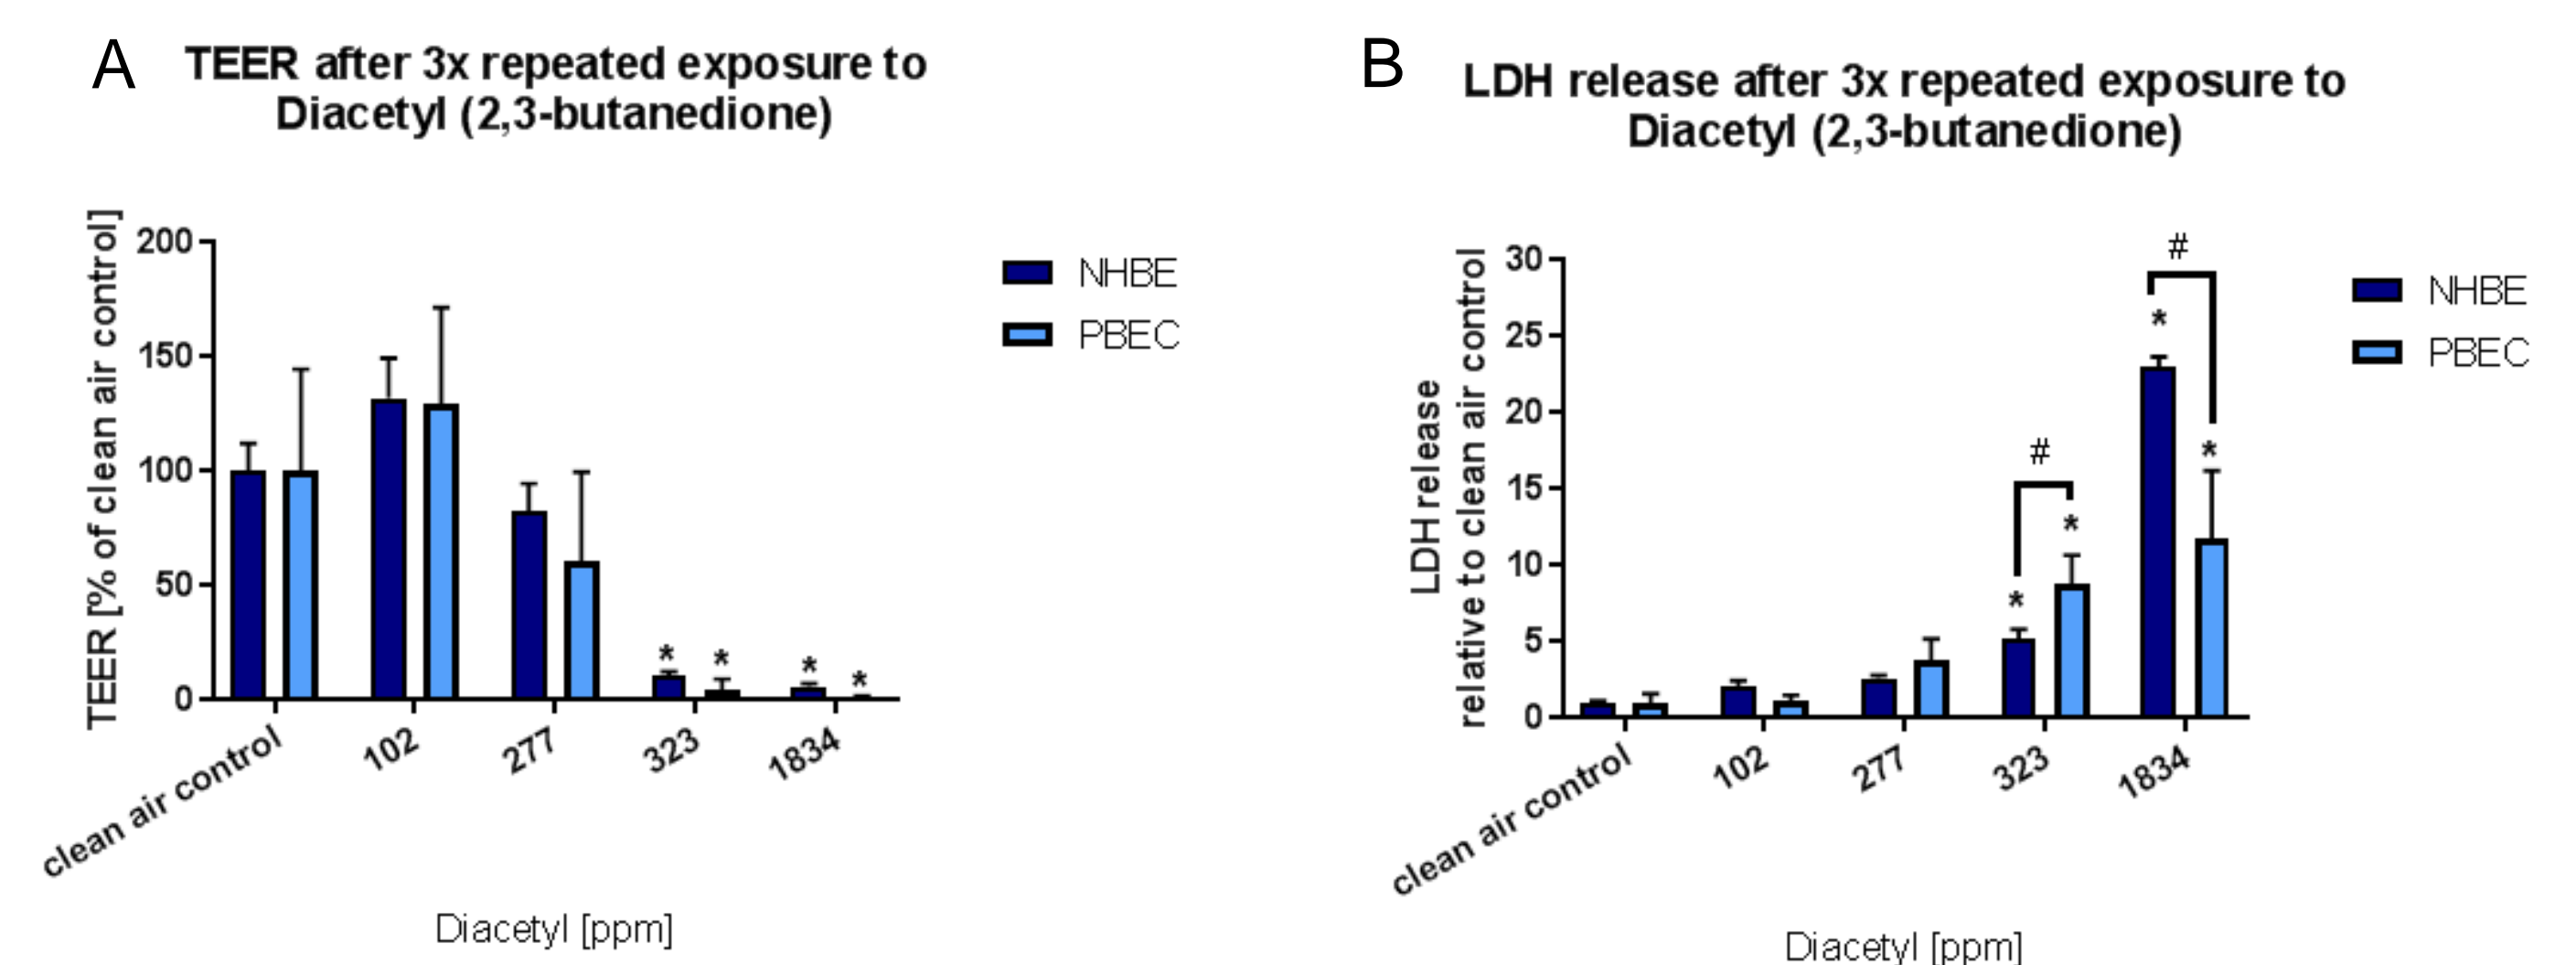 A
TEER after 3x repeated exposure to
Diacetyl (2,3-butanedione)
TEER [% of clean air control]
200
150
100
50
0
*
*
*
*
clean air control
102
277
323
1834
Diacetyl [ppm]
NHBE
PBEC
B
LDH release after 3x repeated exposure to
Diacetyl (2,3-butanedione)
LDH release
relative to clean air control
30
25
20
15
10
5
0
#
*
*
#
*
*
clean air control
102
277
323
1834
Diacetyl [ppm]
NHBE
PBEC